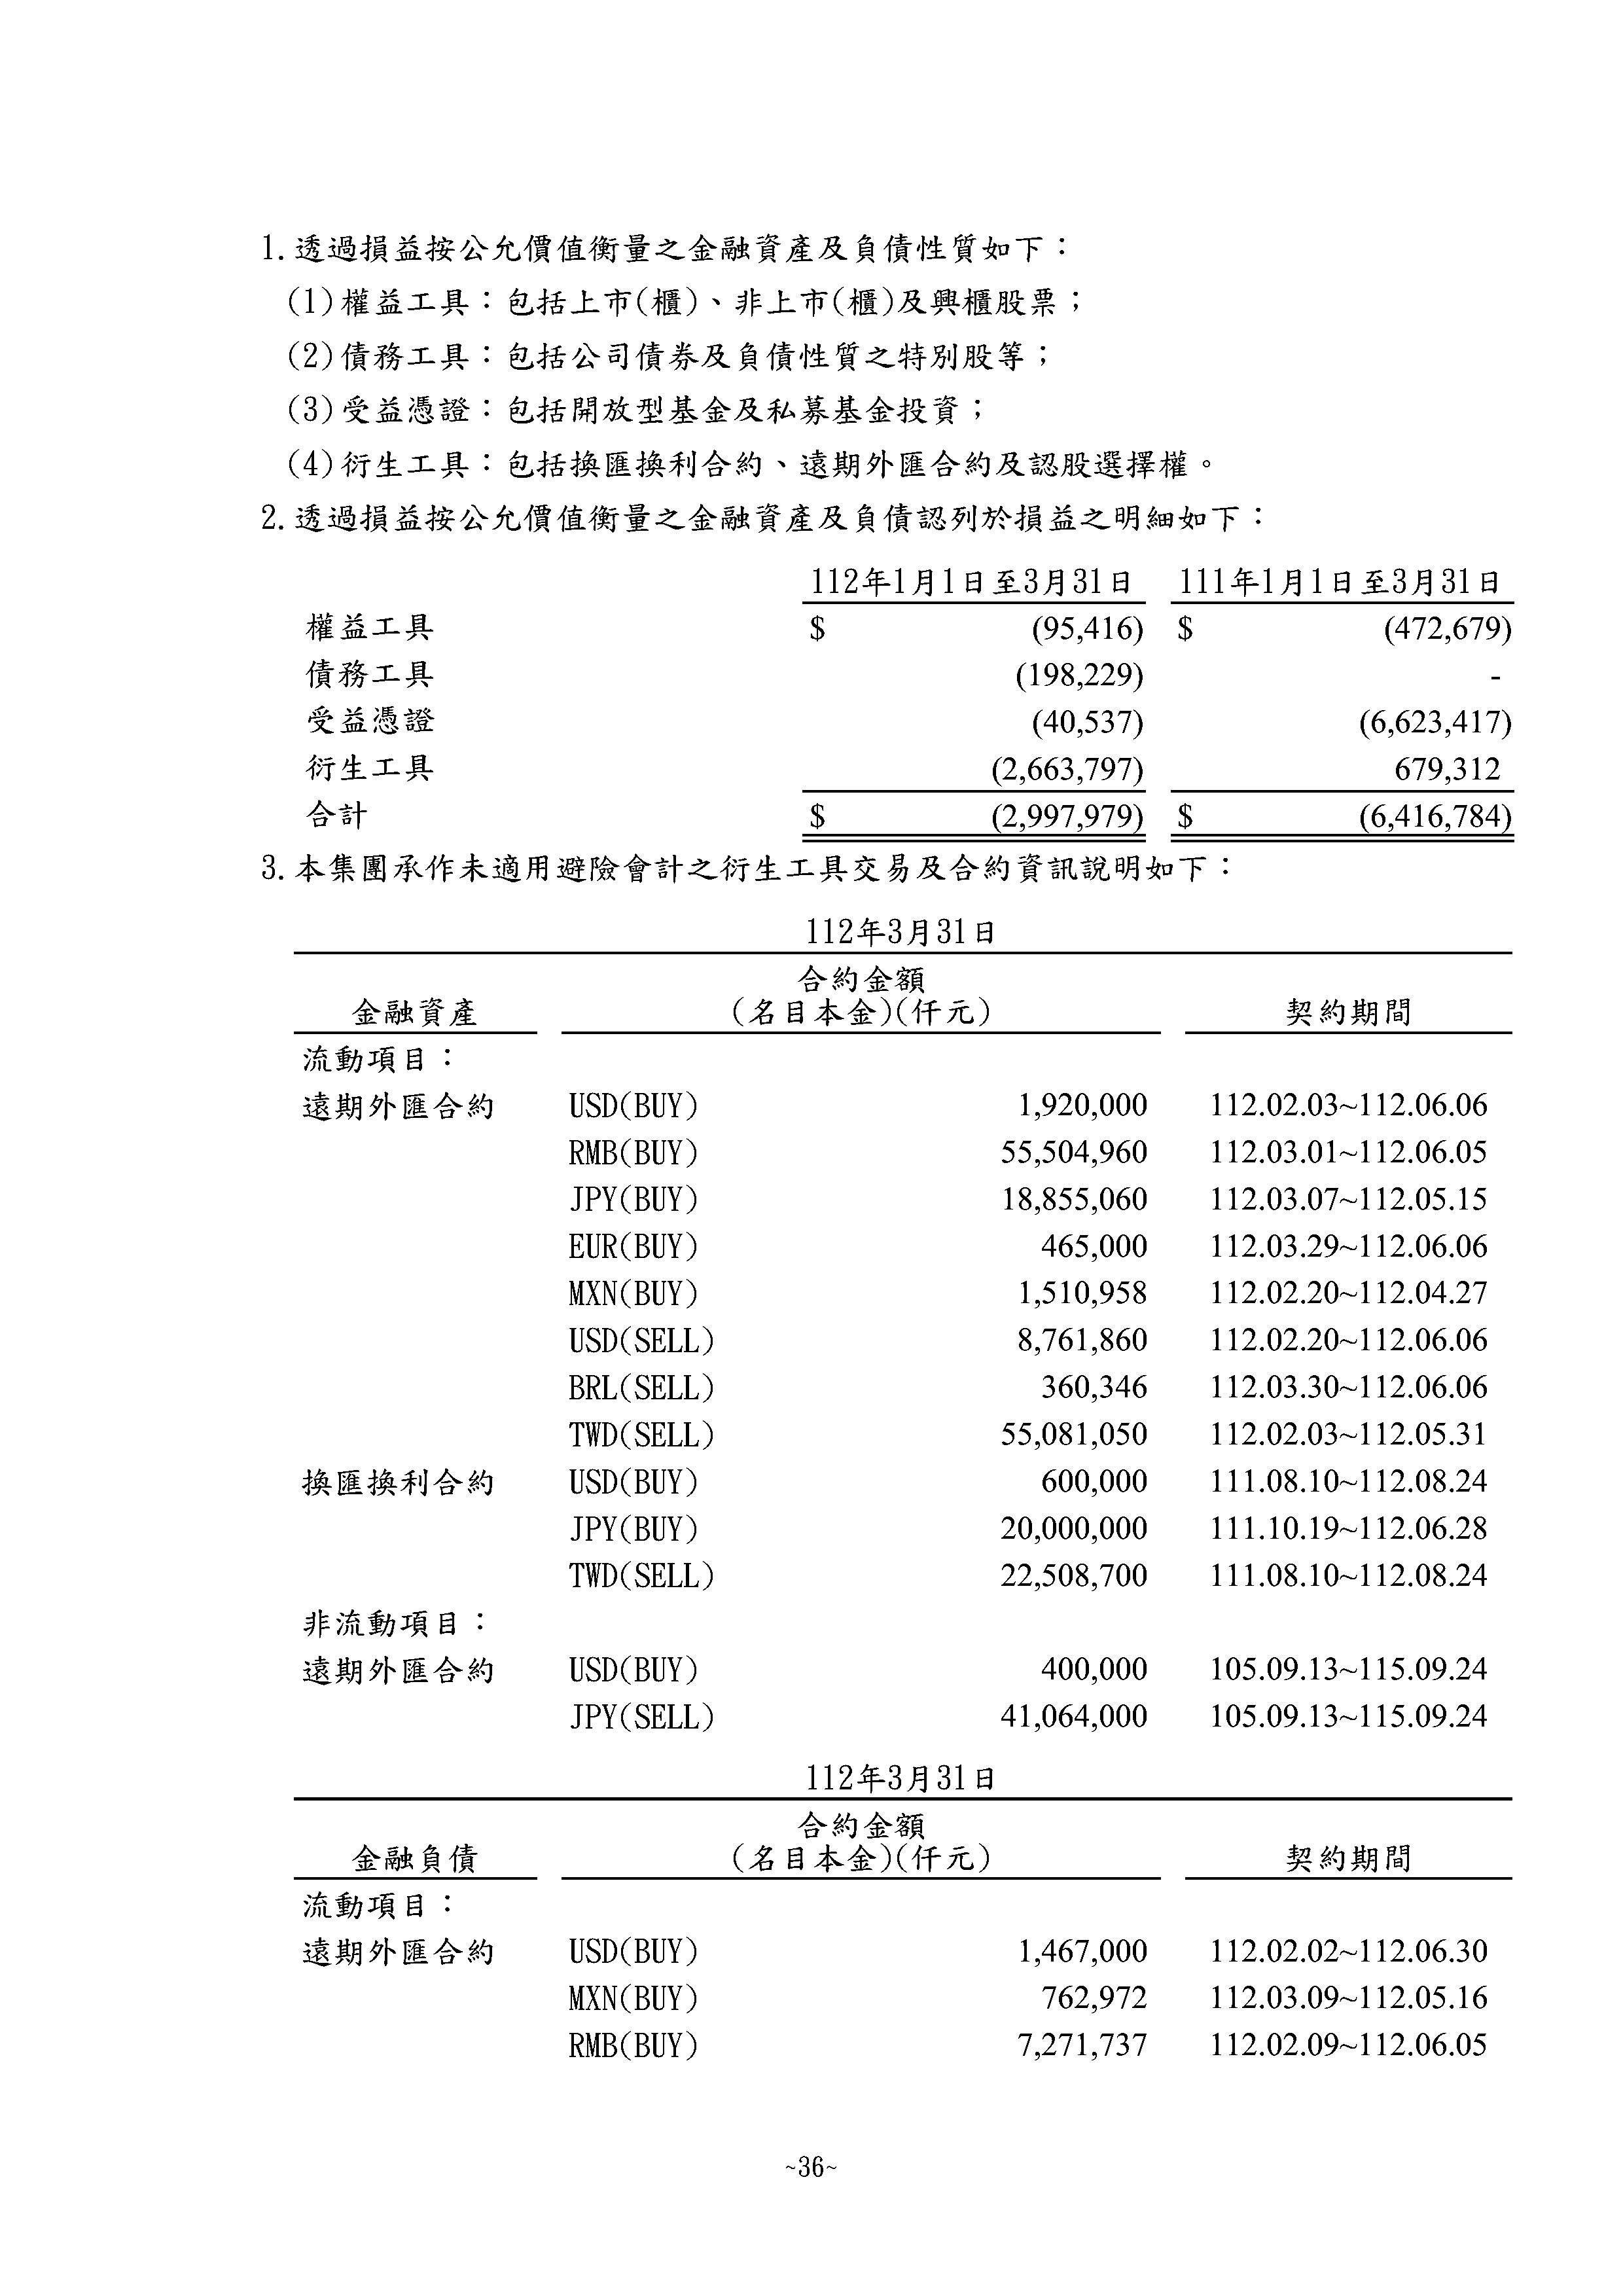 1.透過損益按公允價值衡量之金融資產及負債性質如下：
(1)權益工具：包括上市(櫃)、非上市(櫃)及興櫃股票；
(2)債務工具：包括公司債券及負債性質之特別股等；
(3)受益憑證：包括開放型基金及私募基金投資；
(4)衍生工具：包括換匯換利合約、遠期外匯合約及認股選擇權。
2.透過損益按公允價值衡量之金融資產及負債認列於損益之明細如下：
112年1月1日至3月31日 111年1月1日至3月31日
權益工具 $ (95,416) $ (472,679)
債務工具 (198,229) -
受益憑證 (40,537) (6,623,417)
衍生工具 (2,663,797) 679,312
合計 $ (2,997,979) $ (6,416,784)
3.本集團承作未適用避險會計之衍生工具交易及合約資訊說明如下：
112年3月31日
合約金額
金融資產 (名目本金)(仟元) 契約期間
流動項目：
遠期外匯合約 USD(BUY) 1,920,000 112.02.03~112.06.06
RMB(BUY) 55,504,960 112.03.01~112.06.05
JPY(BUY) 18,855,060 112.03.07~112.05.15
EUR(BUY) 465,000 112.03.29~112.06.06
MXN(BUY) 1,510,958 112.02.20~112.04.27
USD(SELL) 8,761,860 112.02.20~112.06.06
BRL(SELL) 360,346 112.03.30~112.06.06
TWD(SELL) 55,081,050 112.02.03~112.05.31
換匯換利合約 USD(BUY) 600,000 111.08.10~112.08.24
JPY(BUY) 20,000,000 111.10.19~112.06.28
TWD(SELL) 22,508,700 111.08.10~112.08.24
非流動項目：
遠期外匯合約 USD(BUY) 400,000 105.09.13~115.09.24
JPY(SELL) 41,064,000 105.09.13~115.09.24
112年3月31日
合約金額
金融負債 (名目本金)(仟元) 契約期間
流動項目：
遠期外匯合約 USD(BUY) 1,467,000 112.02.02~112.06.30
MXN(BUY) 762,972 112.03.09~112.05.16
RMB(BUY) 7,271,737 112.02.09~112.06.05
~36~